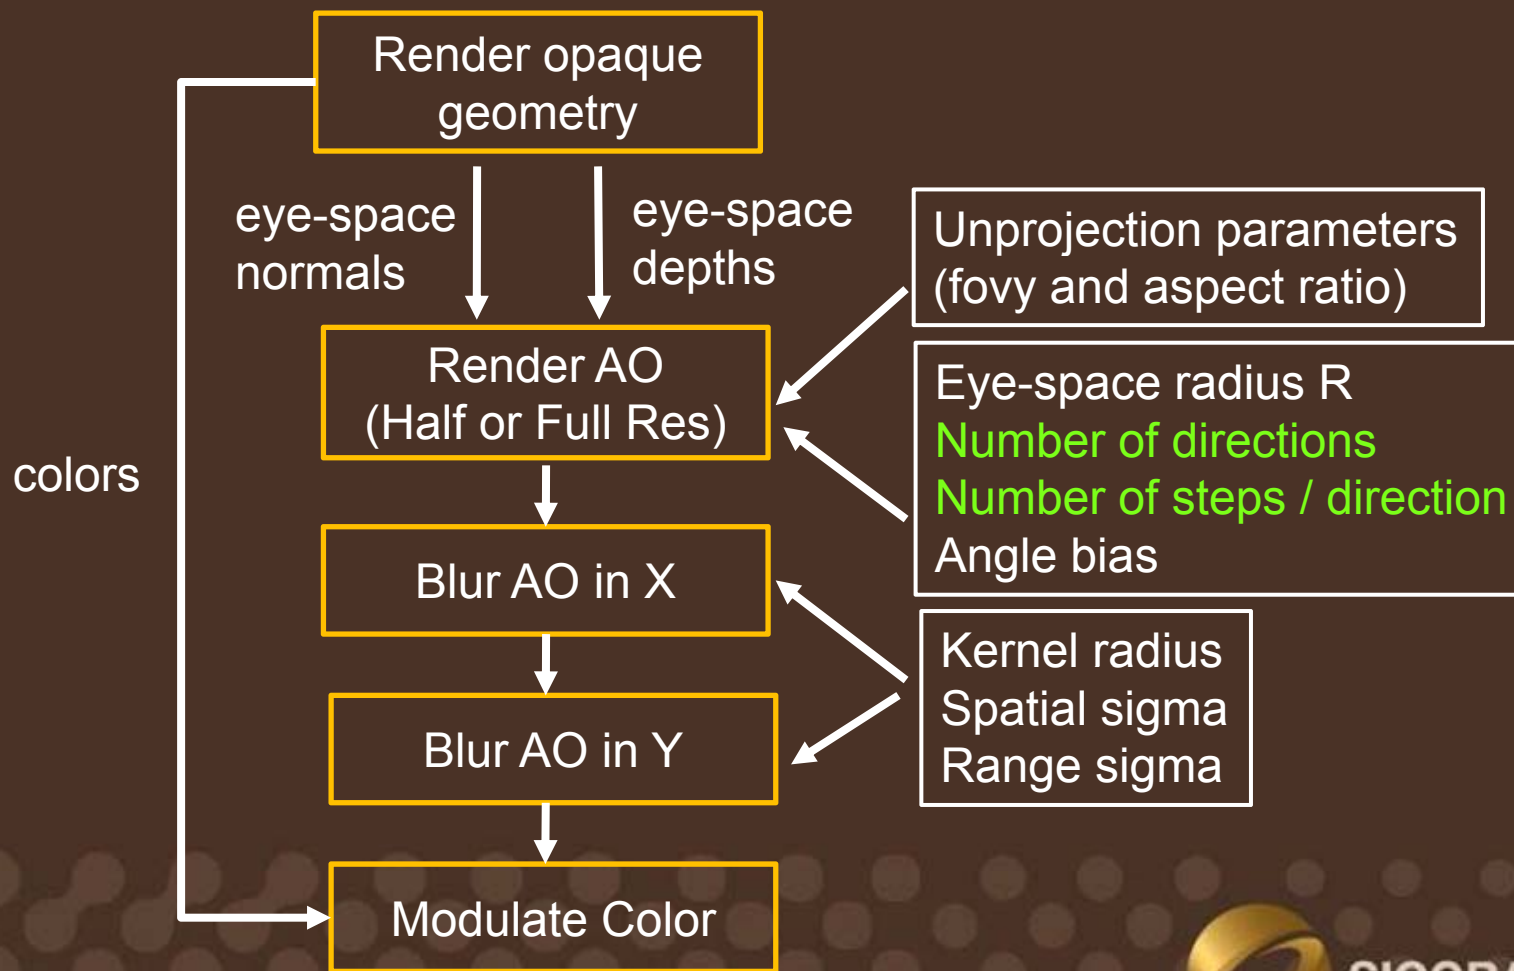 Render opaque
geometry
eye-space
normals
eye-space
depths
Unprojection parameters
(fovy and aspect ratio)
Render AO
(Half or Full Res)
Eye-space radius R
Number of directions
Number of steps / direction
Angle bias
colors
Blur AO in X
Kernel radius
Spatial sigma
Range sigma
Blur AO in Y
Modulate Color